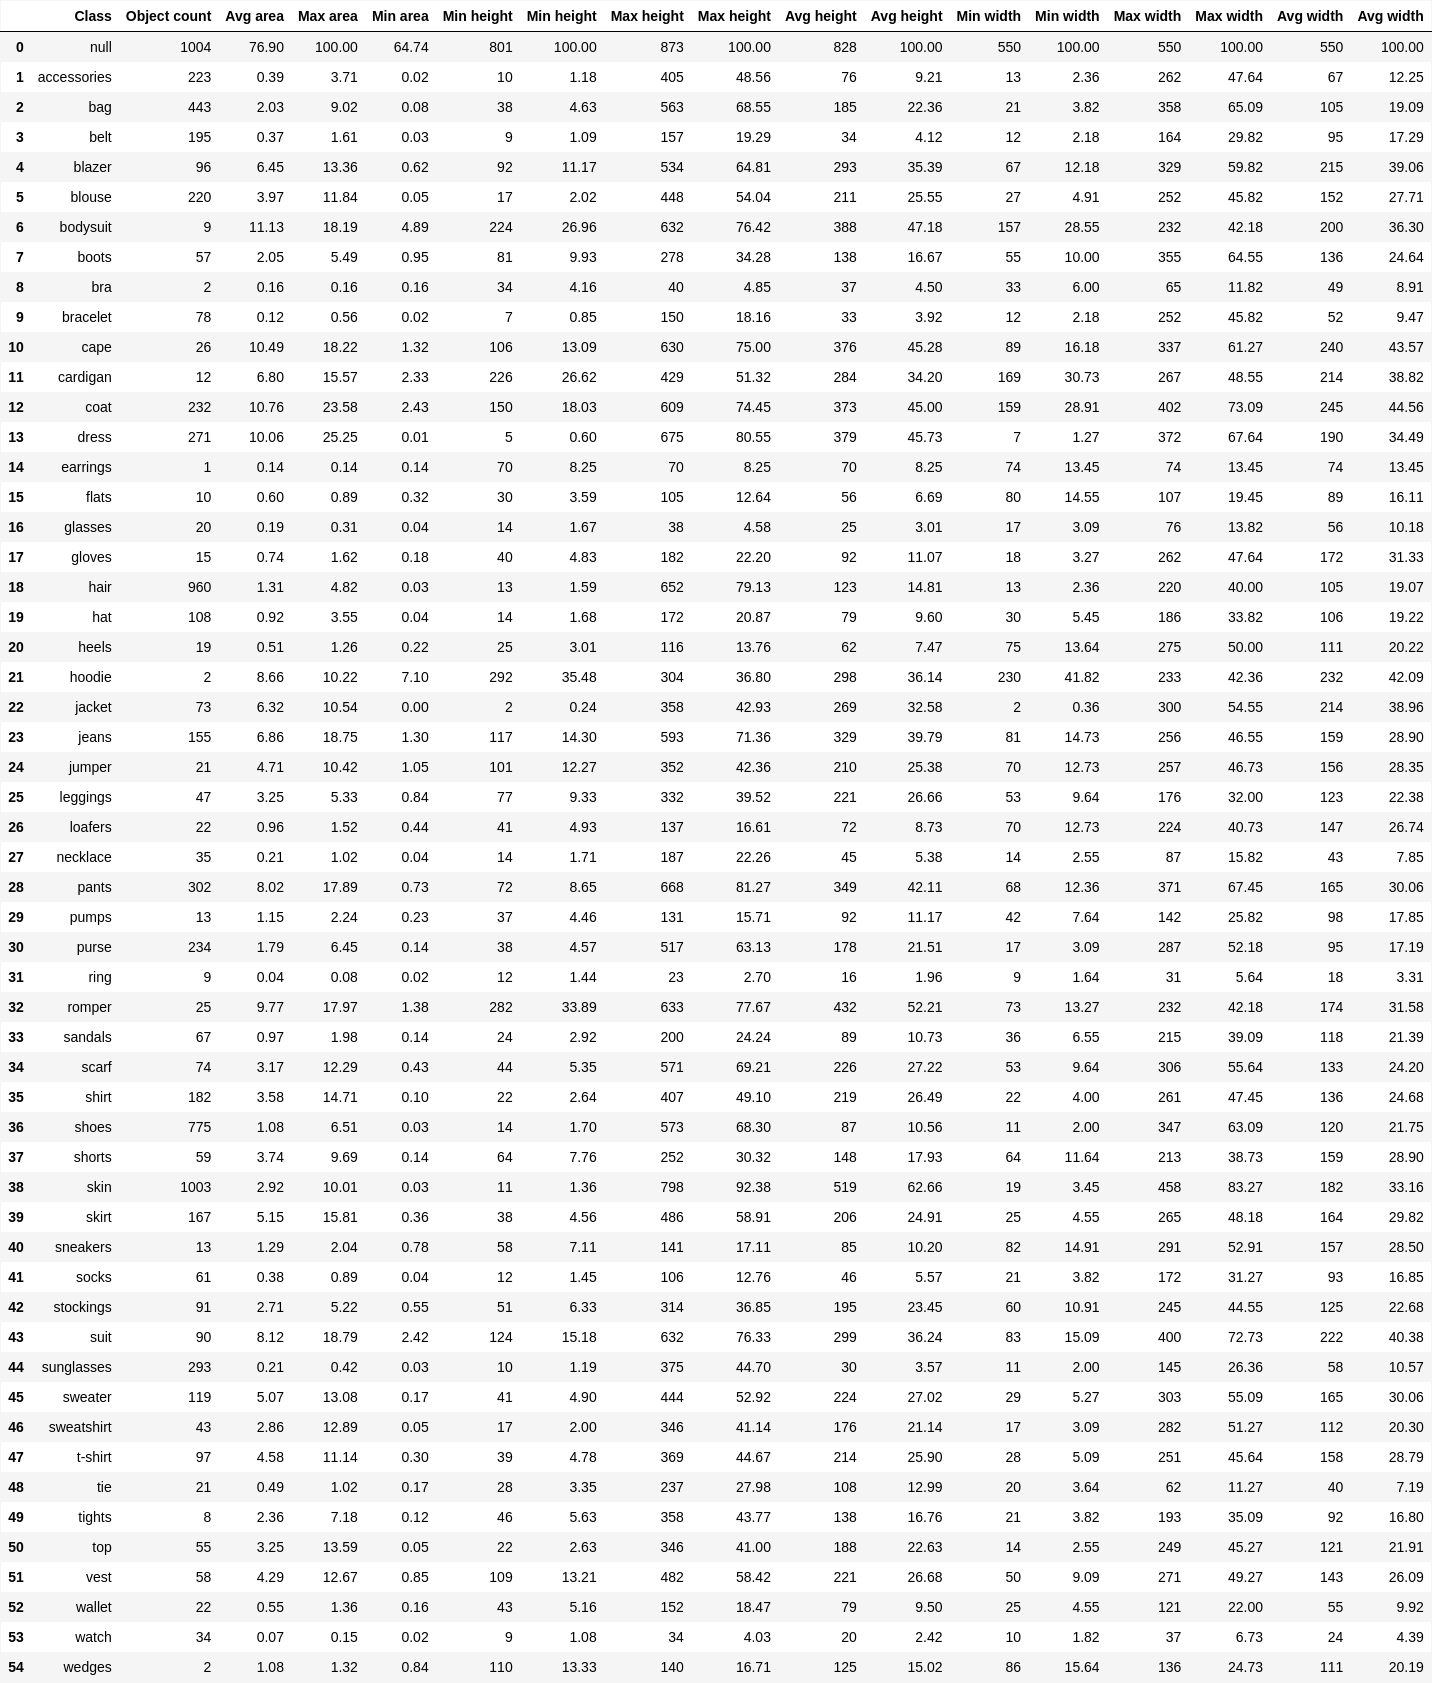 Class Object count Avg area Max area Min area Min height Min height Max height Max height Avg height Avg height Min width Min width Max width Max width Avg width Avg width
0 null 1004 76.90 100.00 64.74 801 100.00 873 100.00 828 100.00 550 100.00 550 100.00 550 100.00
1 accessories 223 0.39 3.71 0.02 10 1.18 405 48.56 76 9.21 13 2.36 262 47.64 67 12.25
2 bag 443 2.03 9.02 0.08 38 4.63 563 68.55 185 22.36 21 3.82 358 65.09 105 19.09
3 belt 195 0.37 1.61 0.03 9 1.09 157 19.29 34 4.12 12 2.18 164 29.82 95 17.29
4 blazer 96 6.45 13.36 0.62 92 11.17 534 64.81 293 35.39 67 12.18 329 59.82 215 39.06
5 blouse 220 3.97 11.84 0.05 17 2.02 448 54.04 211 25.55 27 4.91 252 45.82 152 27.71
6 bodysuit 9 11.13 18.19 4.89 224 26.96 632 76.42 388 47.18 157 28.55 232 42.18 200 36.30
7 boots 57 2.05 5.49 0.95 81 9.93 278 34.28 138 16.67 55 10.00 355 64.55 136 24.64
8 bra 2 0.16 0.16 0.16 34 4.16 40 4.85 37 4.50 33 6.00 65 11.82 49 8.91
9 bracelet 78 0.12 0.56 0.02 7 0.85 150 18.16 33 3.92 12 2.18 252 45.82 52 9.47
10 cape 26 10.49 18.22 1.32 106 13.09 630 75.00 376 45.28 89 16.18 337 61.27 240 43.57
11 cardigan 12 6.80 15.57 2.33 226 26.62 429 51.32 284 34.20 169 30.73 267 48.55 214 38.82
12 coat 232 10.76 23.58 2.43 150 18.03 609 74.45 373 45.00 159 28.91 402 73.09 245 44.56
13 dress 271 10.06 25.25 0.01 5 0.60 675 80.55 379 45.73 7 1.27 372 67.64 190 34.49
14 earrings 1 0.14 0.14 0.14 70 8.25 70 8.25 70 8.25 74 13.45 74 13.45 74 13.45
15 flats 10 0.60 0.89 0.32 30 3.59 105 12.64 56 6.69 80 14.55 107 19.45 89 16.11
16 glasses 20 0.19 0.31 0.04 14 1.67 38 4.58 25 3.01 17 3.09 76 13.82 56 10.18
17 gloves 15 0.74 1.62 0.18 40 4.83 182 22.20 92 11.07 18 3.27 262 47.64 172 31.33
18 hair 960 1.31 4.82 0.03 13 1.59 652 79.13 123 14.81 13 2.36 220 40.00 105 19.07
19 hat 108 0.92 3.55 0.04 14 1.68 172 20.87 79 9.60 30 5.45 186 33.82 106 19.22
20 heels 19 0.51 1.26 0.22 25 3.01 116 13.76 62 7.47 75 13.64 275 50.00 111 20.22
21 hoodie 2 8.66 10.22 7.10 292 35.48 304 36.80 298 36.14 230 41.82 233 42.36 232 42.09
22 jacket 73 6.32 10.54 0.00 2 0.24 358 42.93 269 32.58 2 0.36 300 54.55 214 38.96
23 jeans 155 6.86 18.75 1.30 117 14.30 593 71.36 329 39.79 81 14.73 256 46.55 159 28.90
24 jumper 21 4.71 10.42 1.05 101 12.27 352 42.36 210 25.38 70 12.73 257 46.73 156 28.35
25 leggings 47 3.25 5.33 0.84 77 9.33 332 39.52 221 26.66 53 9.64 176 32.00 123 22.38
26 loafers 22 0.96 1.52 0.44 41 4.93 137 16.61 72 8.73 70 12.73 224 40.73 147 26.74
27 necklace 35 0.21 1.02 0.04 14 1.71 187 22.26 45 5.38 14 2.55 87 15.82 43 7.85
28 pants 302 8.02 17.89 0.73 72 8.65 668 81.27 349 42.11 68 12.36 371 67.45 165 30.06
29 pumps 13 1.15 2.24 0.23 37 4.46 131 15.71 92 11.17 42 7.64 142 25.82 98 17.85
30 purse 234 1.79 6.45 0.14 38 4.57 517 63.13 178 21.51 17 3.09 287 52.18 95 17.19
31 ring 9 0.04 0.08 0.02 12 1.44 23 2.70 16 1.96 9 1.64 31 5.64 18 3.31
32 romper 25 9.77 17.97 1.38 282 33.89 633 77.67 432 52.21 73 13.27 232 42.18 174 31.58
33 sandals 67 0.97 1.98 0.14 24 2.92 200 24.24 89 10.73 36 6.55 215 39.09 118 21.39
34 scarf 74 3.17 12.29 0.43 44 5.35 571 69.21 226 27.22 53 9.64 306 55.64 133 24.20
35 shirt 182 3.58 14.71 0.10 22 2.64 407 49.10 219 26.49 22 4.00 261 47.45 136 24.68
36 shoes 775 1.08 6.51 0.03 14 1.70 573 68.30 87 10.56 11 2.00 347 63.09 120 21.75
37 shorts 59 3.74 9.69 0.14 64 7.76 252 30.32 148 17.93 64 11.64 213 38.73 159 28.90
38 skin 1003 2.92 10.01 0.03 11 1.36 798 92.38 519 62.66 19 3.45 458 83.27 182 33.16
39 skirt 167 5.15 15.81 0.36 38 4.56 486 58.91 206 24.91 25 4.55 265 48.18 164 29.82
40 sneakers 13 1.29 2.04 0.78 58 7.11 141 17.11 85 10.20 82 14.91 291 52.91 157 28.50
41 socks 61 0.38 0.89 0.04 12 1.45 106 12.76 46 5.57 21 3.82 172 31.27 93 16.85
42 stockings 91 2.71 5.22 0.55 51 6.33 314 36.85 195 23.45 60 10.91 245 44.55 125 22.68
43 suit 90 8.12 18.79 2.42 124 15.18 632 76.33 299 36.24 83 15.09 400 72.73 222 40.38
44 sunglasses 293 0.21 0.42 0.03 10 1.19 375 44.70 30 3.57 11 2.00 145 26.36 58 10.57
45 sweater 119 5.07 13.08 0.17 41 4.90 444 52.92 224 27.02 29 5.27 303 55.09 165 30.06
46 sweatshirt 43 2.86 12.89 0.05 17 2.00 346 41.14 176 21.14 17 3.09 282 51.27 112 20.30
47 t-shirt 97 4.58 11.14 0.30 39 4.78 369 44.67 214 25.90 28 5.09 251 45.64 158 28.79
48 tie 21 0.49 1.02 0.17 28 3.35 237 27.98 108 12.99 20 3.64 62 11.27 40 7.19
49 tights 8 2.36 7.18 0.12 46 5.63 358 43.77 138 16.76 21 3.82 193 35.09 92 16.80
50 top 55 3.25 13.59 0.05 22 2.63 346 41.00 188 22.63 14 2.55 249 45.27 121 21.91
51 vest 58 4.29 12.67 0.85 109 13.21 482 58.42 221 26.68 50 9.09 271 49.27 143 26.09
52 wallet 22 0.55 1.36 0.16 43 5.16 152 18.47 79 9.50 25 4.55 121 22.00 55 9.92
53 watch 34 0.07 0.15 0.02 9 1.08 34 4.03 20 2.42 10 1.82 37 6.73 24 4.39
54 wedges 2 1.08 1.32 0.84 110 13.33 140 16.71 125 15.02 86 15.64 136 24.73 111 20.19